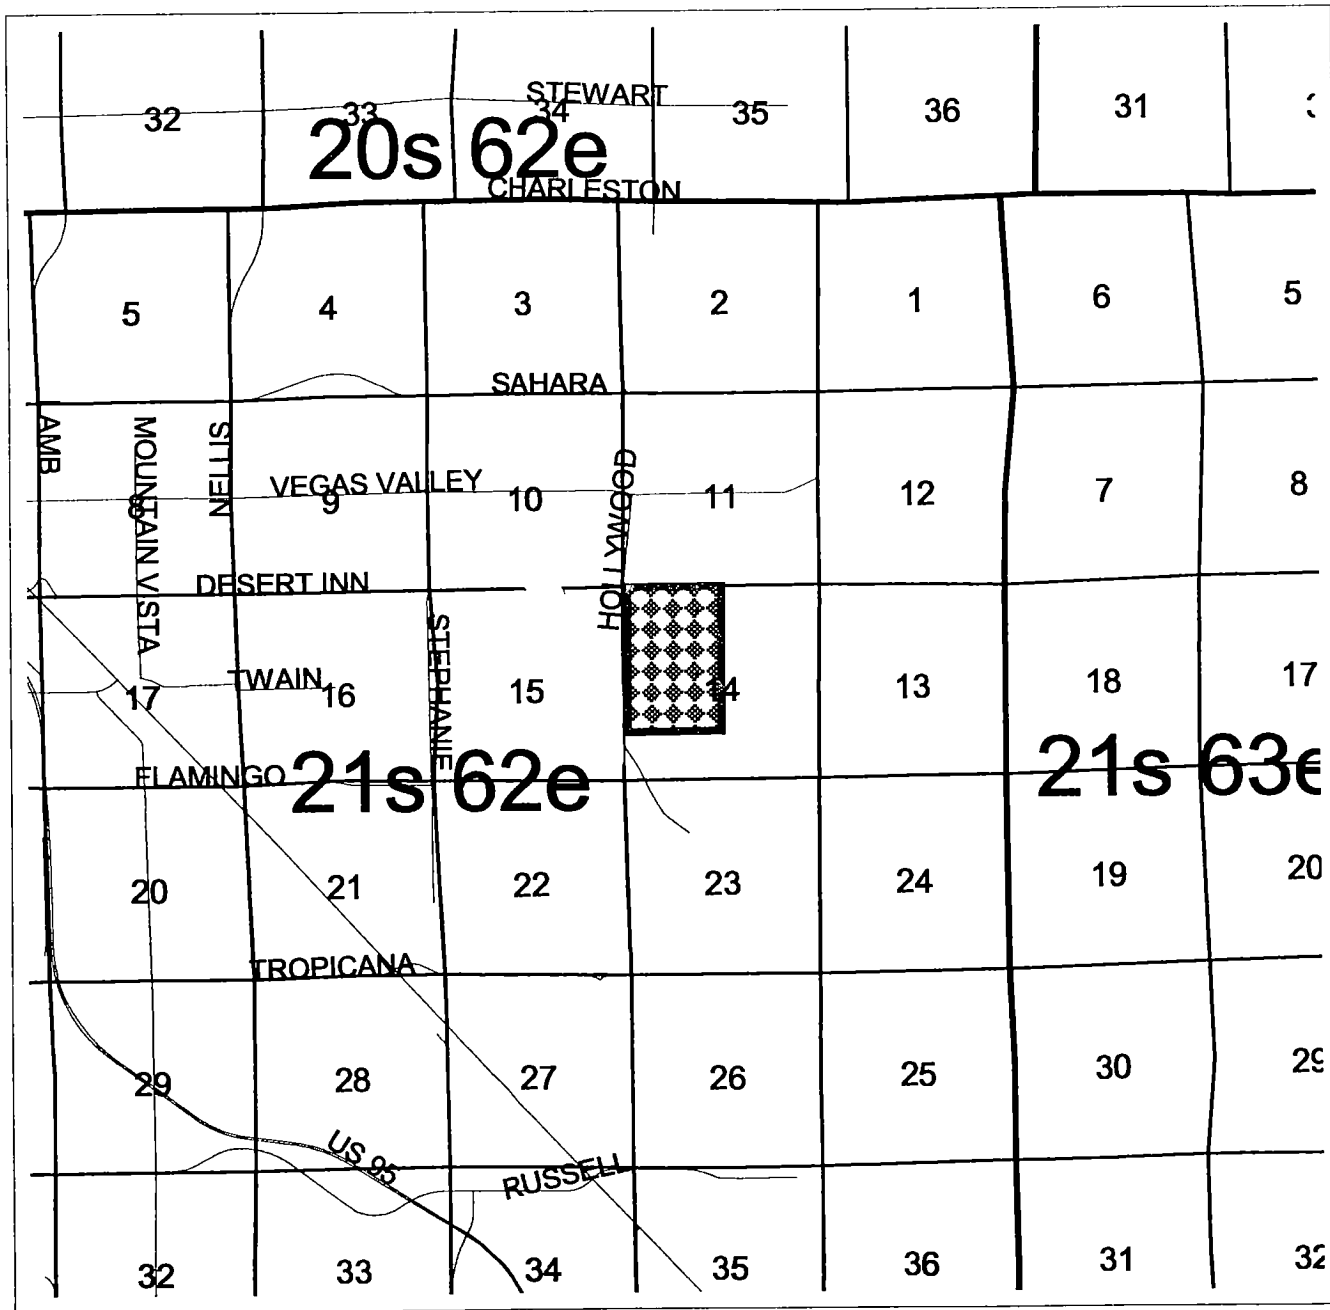 STEWART
32 33 34 35 36 31
20s 62e
CHARLESTON
5 4 3 2 1 6 5
SAHARA
LAMB
MOUNTAIN VISTA
NELLIS
HOLLYWOOD
VEGAS VALLEY
8 9 10 11 12 7 8
DESERT INN
STEPHANIE
TWAIN
17 16 15 14 13 18 17
FLAMINGO
21s 62e
21s 63e
20 21 22 23 24 19 20
TROPICANA
29 28 27 26 25 30 29
US 95
RUSSELL
32 33 34 35 36 31 32